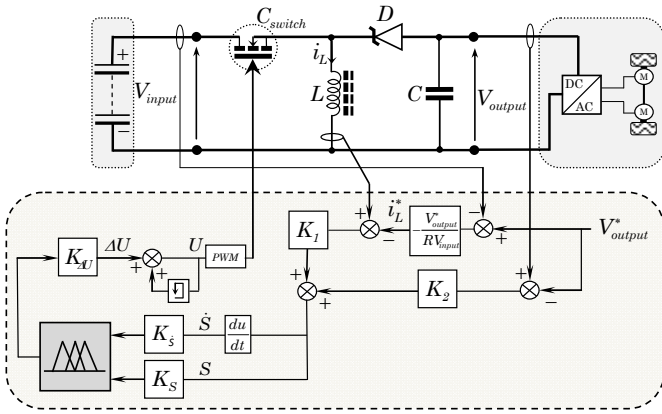 C_switch
D
+
i_L
V_input
L
C
V_output
DC
AC
M
M
−
i_L^*
+
−
K_1
−V_output^*/RV_input
−
+
V_output^*
K_ΔU
ΔU
+
+
U
PWM
+
+
K_2
+
−
K_ṡ
Ṡ
du/dt
K_S
S